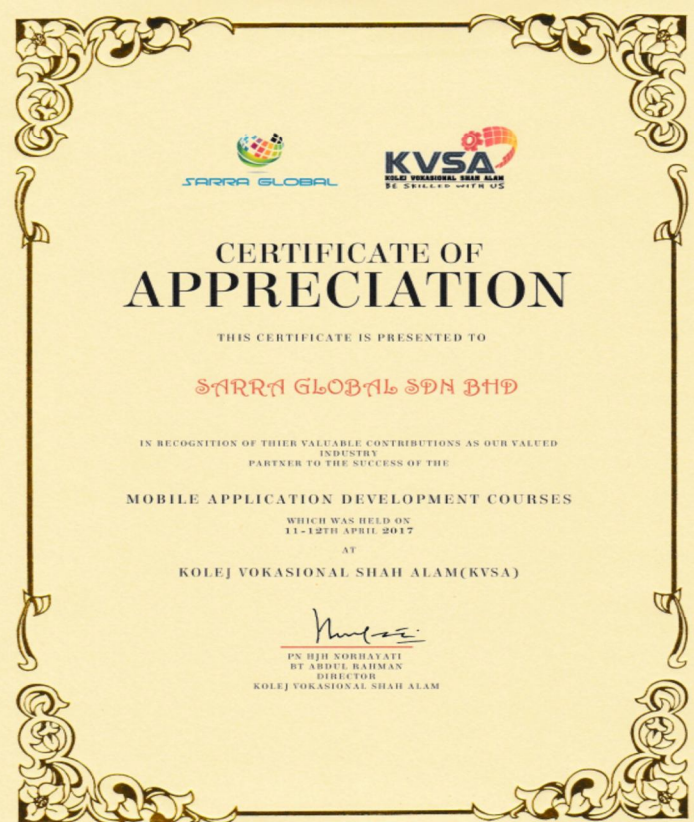 SARRA GLOBAL
KVSA
KOLEJ VOKASIONAL SHAH ALAM
BE SKILLED WITH US
CERTIFICATE OF
APPRECIATION
THIS CERTIFICATE IS PRESENTED TO
SARRA GLOBAL SDN BHD
IN RECOGNITION OF THIER VALUABLE CONTRIBUTIONS AS OUR VALUED
INDUSTRY
PARTNER TO THE SUCCESS OF THE
MOBILE APPLICATION DEVELOPMENT COURSES
WHICH WAS HELD ON
11-12TH APRIL 2017
AT
KOLEJ VOKASIONAL SHAH ALAM(KVSA)
PN HJH NORHAYATI
BT ABDUL RAHMAN
DIRECTOR
KOLEJ VOKASIONAL SHAH ALAM